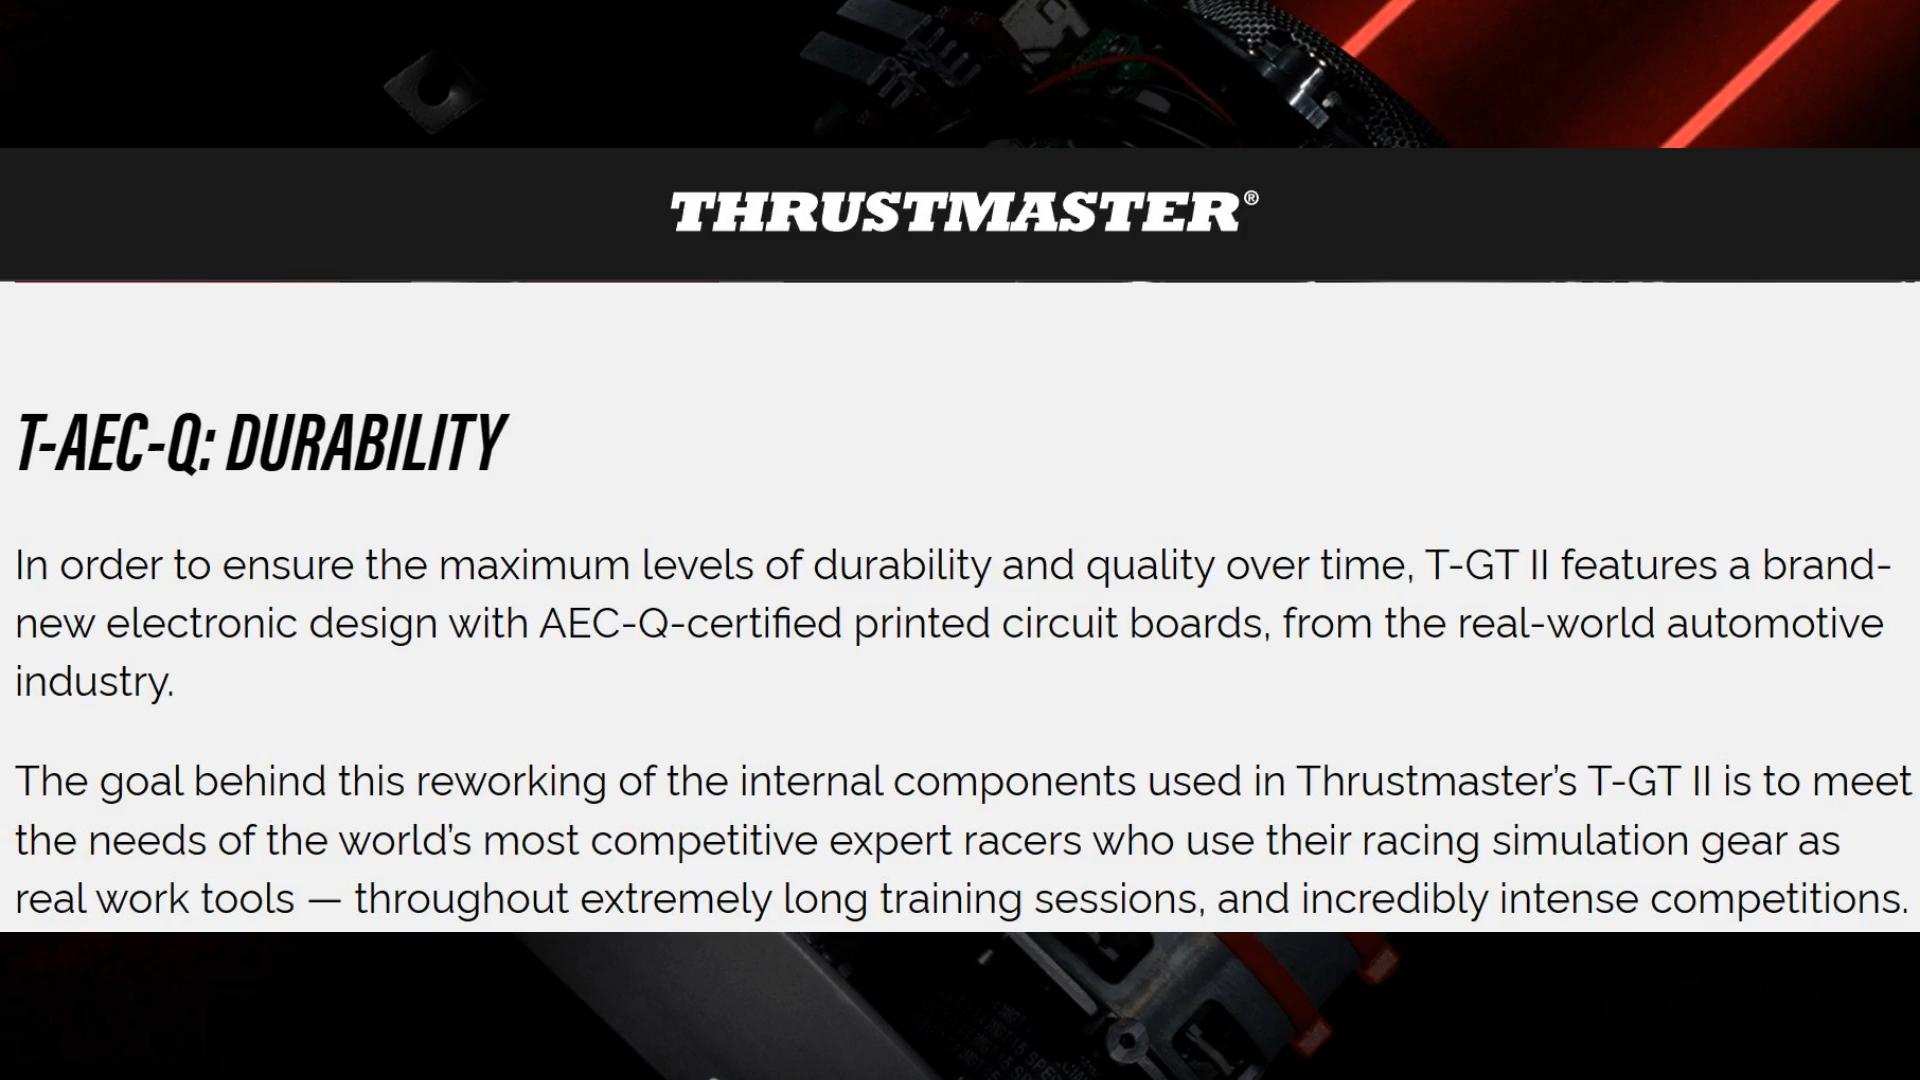 THRUSTMASTER®
T-AEC-Q: DURABILITY
In order to ensure the maximum levels of durability and quality over time, T-GT II features a brand-
new electronic design with AEC-Q-certified printed circuit boards, from the real-world automotive
industry.
The goal behind this reworking of the internal components used in Thrustmaster’s T-GT II is to meet
the needs of the world’s most competitive expert racers who use their racing simulation gear as
real work tools — throughout extremely long training sessions, and incredibly intense competitions.